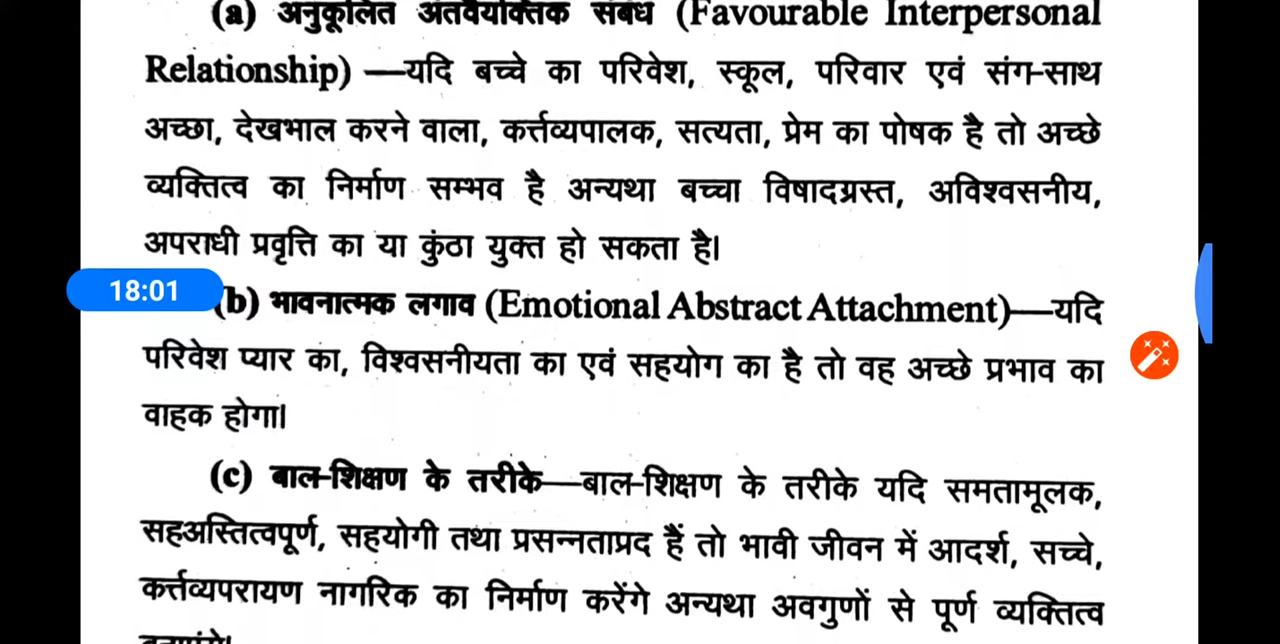 (a) अनुकूलित अंतर्वैयक्तिक संबंध (Favourable Interpersonal
Relationship) —यदि बच्चे का परिवेश, स्कूल, परिवार एवं संग-साथ
अच्छा, देखभाल करने वाला, कर्त्तव्यपालक, सत्यता, प्रेम का पोषक है तो अच्छे
व्यक्तित्व का निर्माण सम्भव है अन्यथा बच्चा विषादग्रस्त, अविश्वसनीय,
अपराधी प्रवृत्ति का या कुंठा युक्त हो सकता है।
18:01
(b) भावनात्मक लगाव (Emotional Abstract Attachment)—यदि
परिवेश प्यार का, विश्वसनीयता का एवं सहयोग का है तो वह अच्छे प्रभाव का
वाहक होगा।
(c) बाल-शिक्षण के तरीके—बाल-शिक्षण के तरीके यदि समतामूलक,
सहअस्तित्वपूर्ण, सहयोगी तथा प्रसन्नताप्रद हैं तो भावी जीवन में आदर्श, सच्चे,
कर्त्तव्यपरायण नागरिक का निर्माण करेंगे अन्यथा अवगुणों से पूर्ण व्यक्तित्व